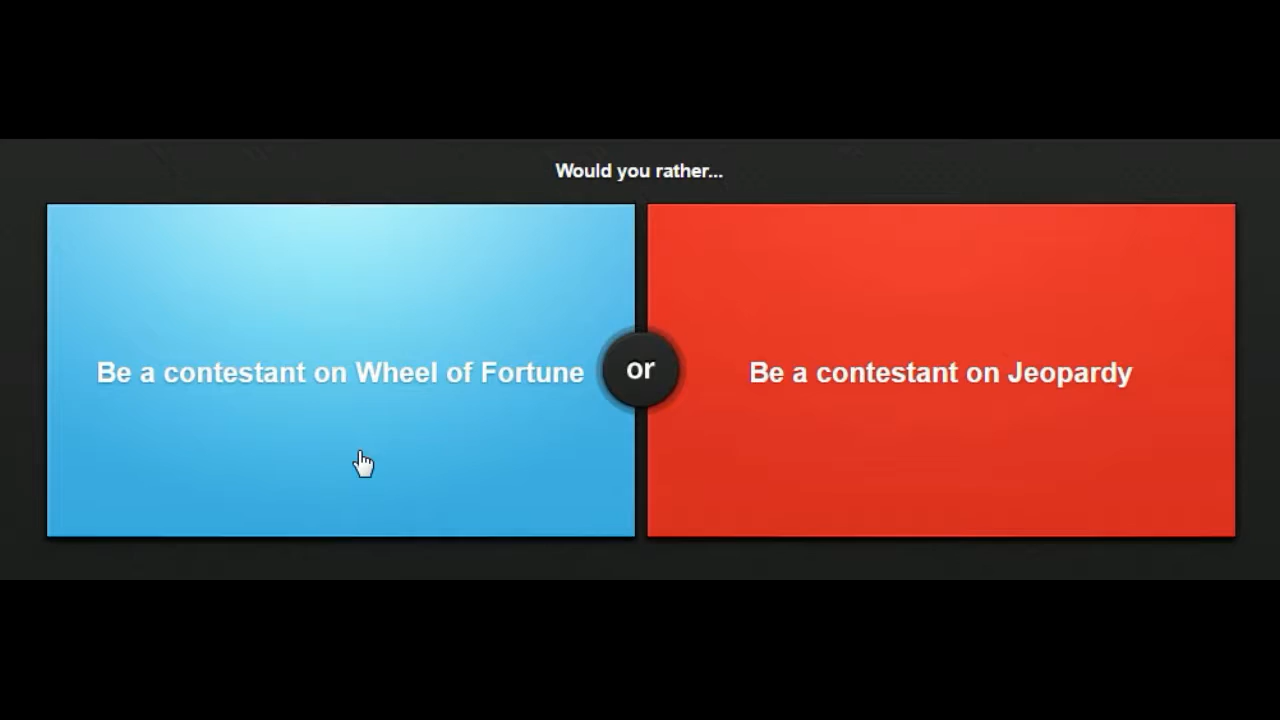 Would you rather...
Be a contestant on Wheel of Fortune
or
Be a contestant on Jeopardy